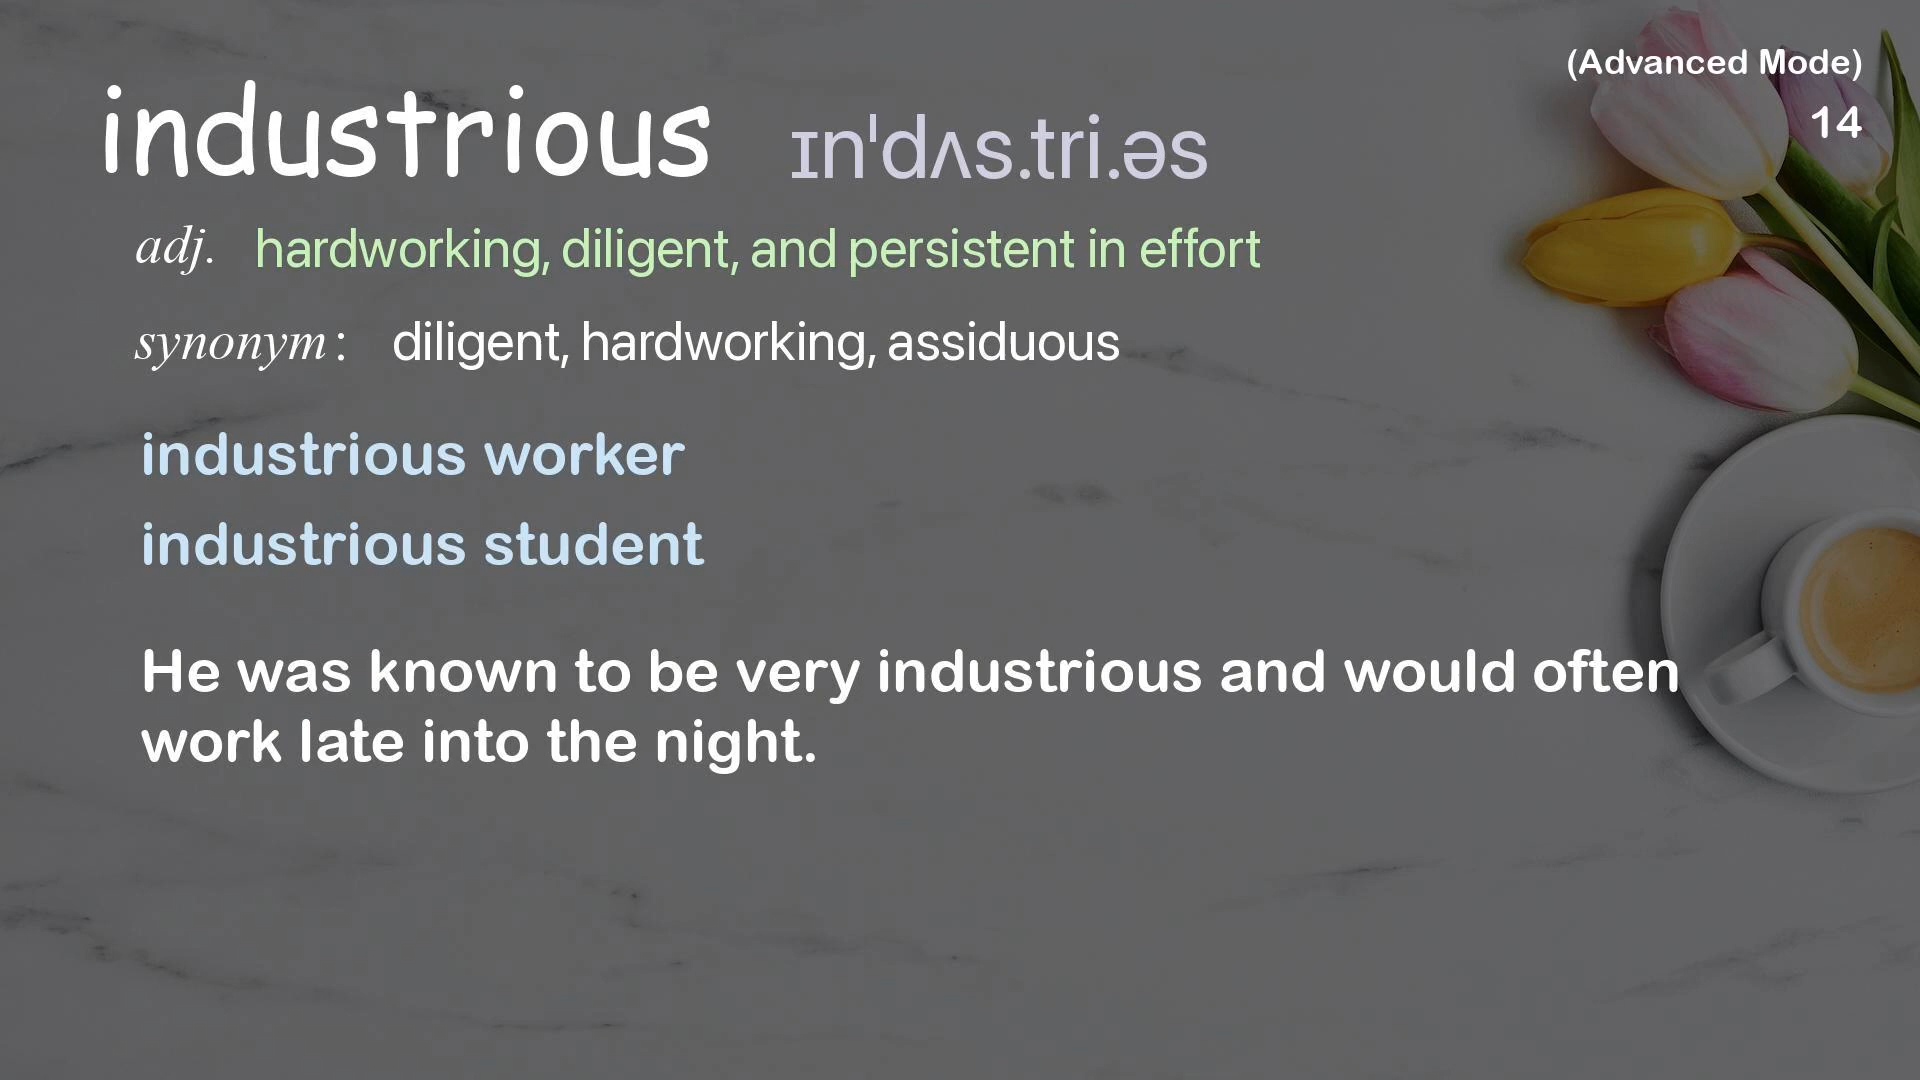 (Advanced Mode)
14
industrious ɪnˈdʌs.tri.əs
adj. hardworking, diligent, and persistent in effort
synonym: diligent, hardworking, assiduous
industrious worker
industrious student
He was known to be very industrious and would often
work late into the night.